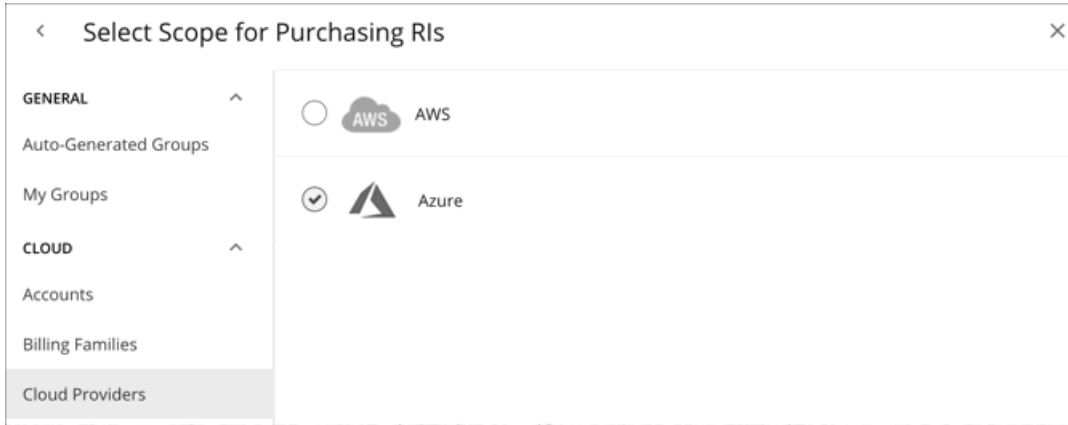 Select Scope for Purchasing RIs
GENERAL
Auto-Generated Groups
My Groups
CLOUD
Accounts
Billing Families
Cloud Providers
AWS AWS
Azure